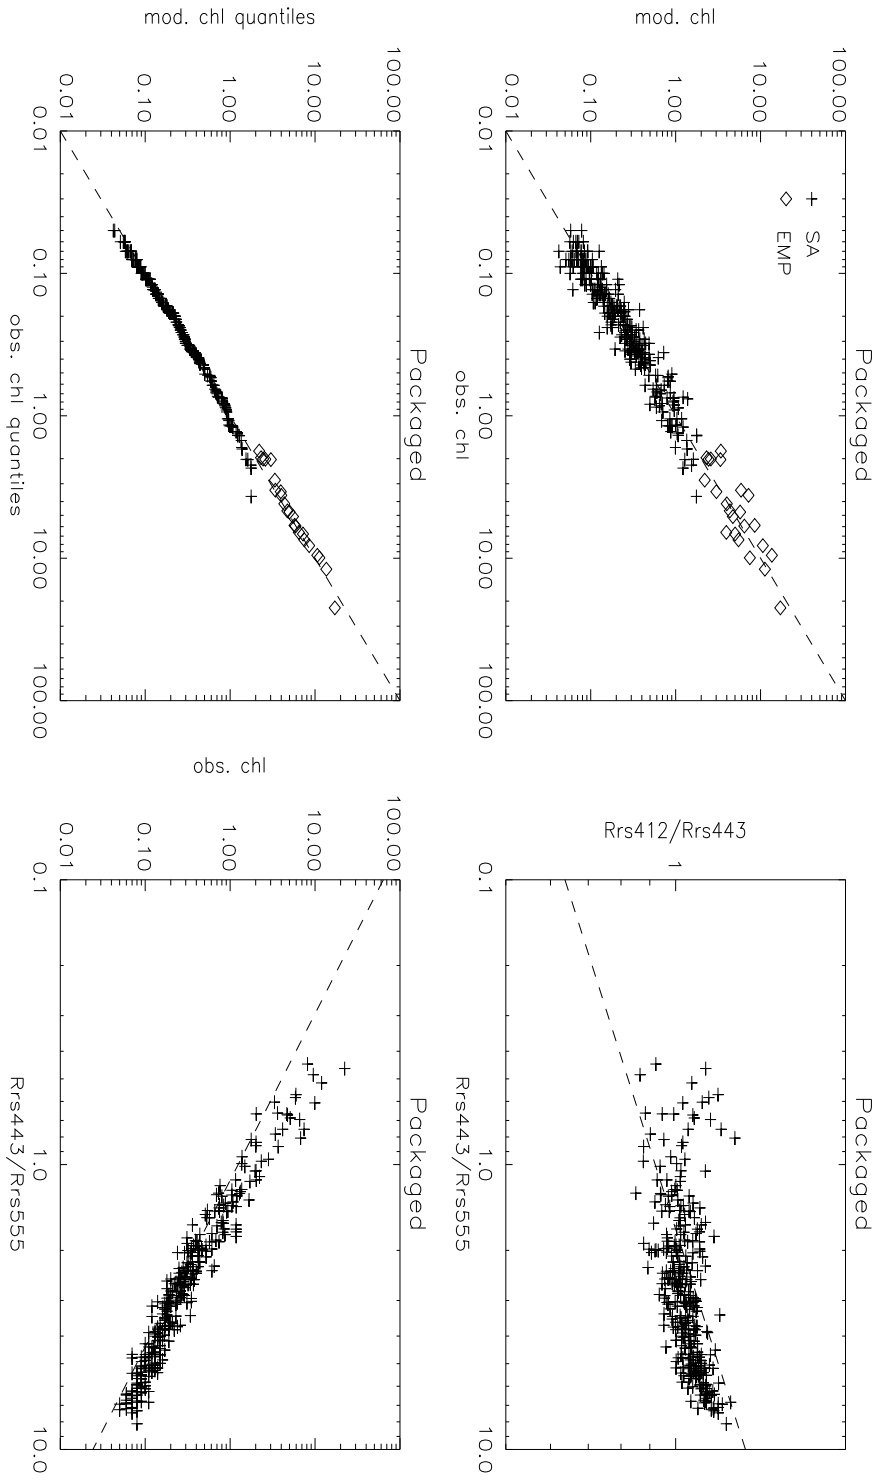 Packaged
mod. chl
100.00
10.00
1.00
0.10
0.01
+ SA
◇ EMP
0.01 0.10 1.00 10.00 100.00
obs. chl
Packaged
Rrs412/Rrs443
1
0.1 1.0 10.0
Rrs443/Rrs555
Packaged
mod. chl quantiles
100.00
10.00
1.00
0.10
0.01
0.01 0.10 1.00 10.00 100.00
obs. chl quantiles
Packaged
obs. chl
100.00
10.00
1.00
0.10
0.01
0.1 1.0 10.0
Rrs443/Rrs555